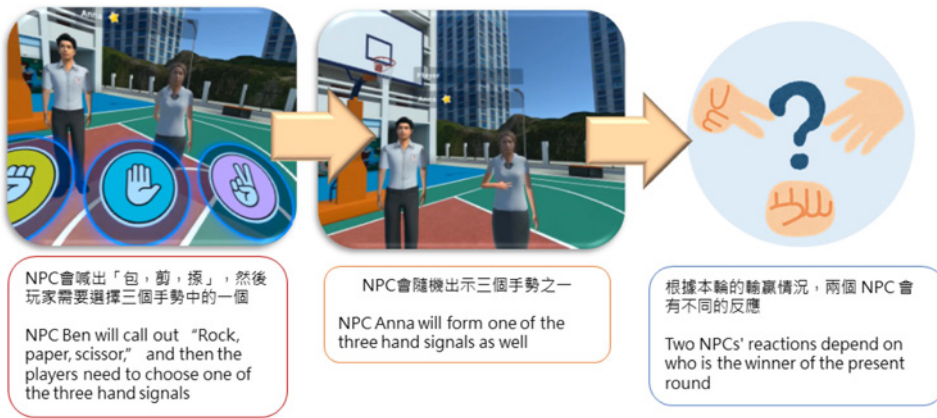 Anna
Player
Anna
NPC會喊出「包，剪，揼」，然後
玩家需要選擇三個手勢中的一個
NPC Ben will call out “Rock,
paper, scissor,” and then the
players need to choose one of
the three hand signals
NPC會隨機出示三個手勢之一
NPC Anna will form one of the
three hand signals as well
根據本輪的輸贏情況，兩個 NPC 會
有不同的反應
Two NPCs' reactions depend on
who is the winner of the present
round